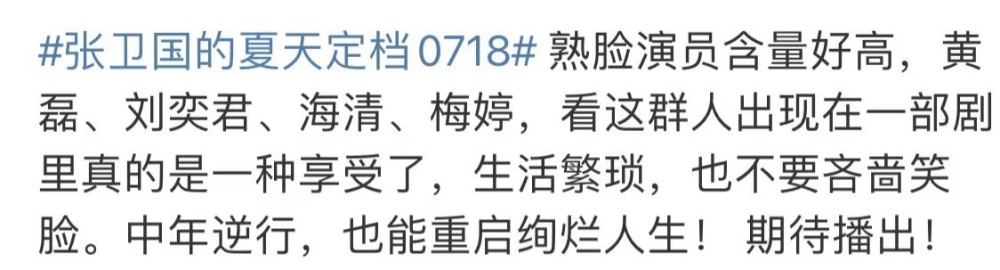 #张卫国的夏天定档0718# 熟脸演员含量好高，黄
磊、刘奕君、海清、梅婷，看这群人出现在一部剧
里真的是一种享受了，生活繁琐，也不要吝啬笑
脸。中年逆行，也能重启绚烂人生！ 期待播出！